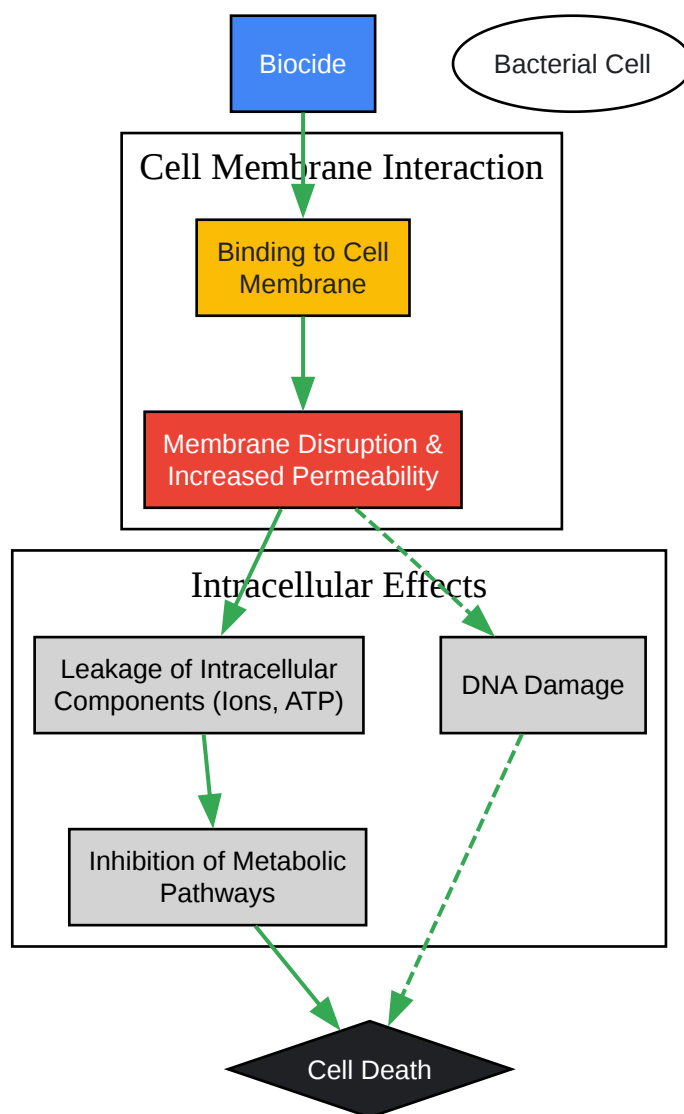 Biocide
Bacterial Cell
Cell Membrane Interaction
Binding to Cell
Membrane
Membrane Disruption &
Increased Permeability
Intracellular Effects
Leakage of Intracellular
Components (Ions, ATP)
DNA Damage
Inhibition of Metabolic
Pathways
Cell Death